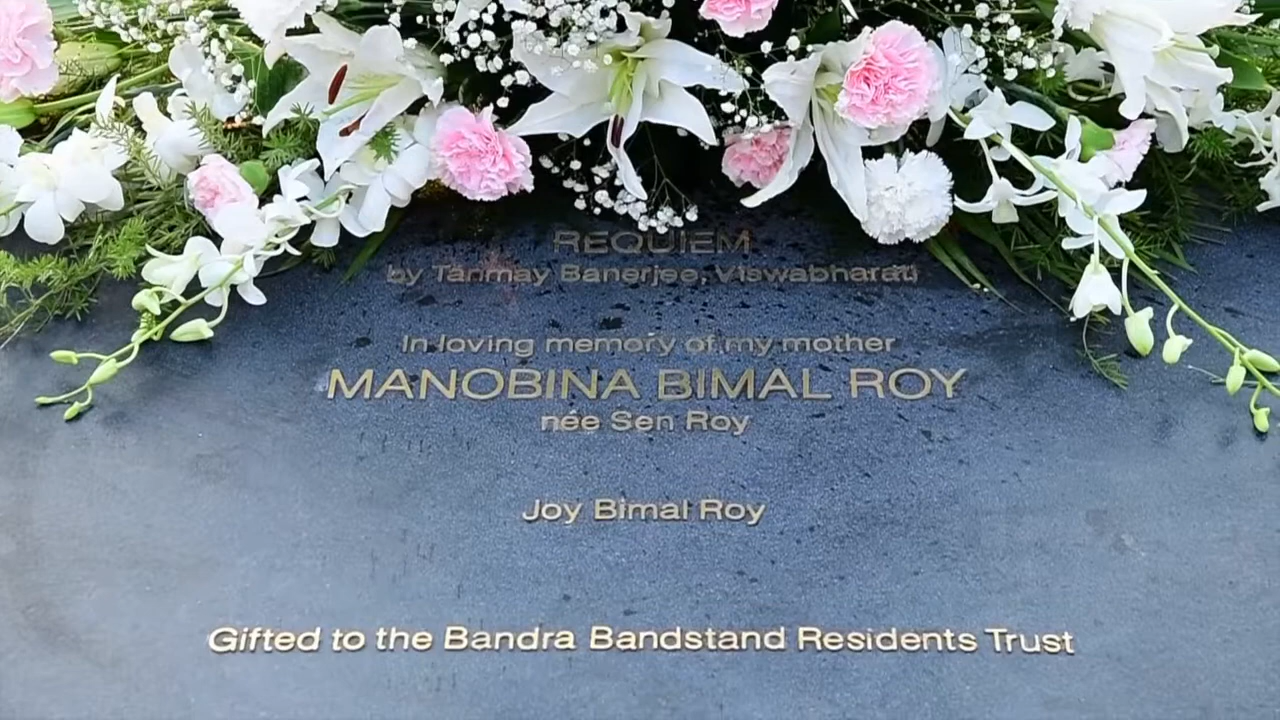 REQUIEM
by Tanmay Banerjee, Viswabharati
In loving memory of my mother
MANOBINA BIMAL ROY
née Sen Roy
Joy Bimal Roy
Gifted to the Bandra Bandstand Residents Trust